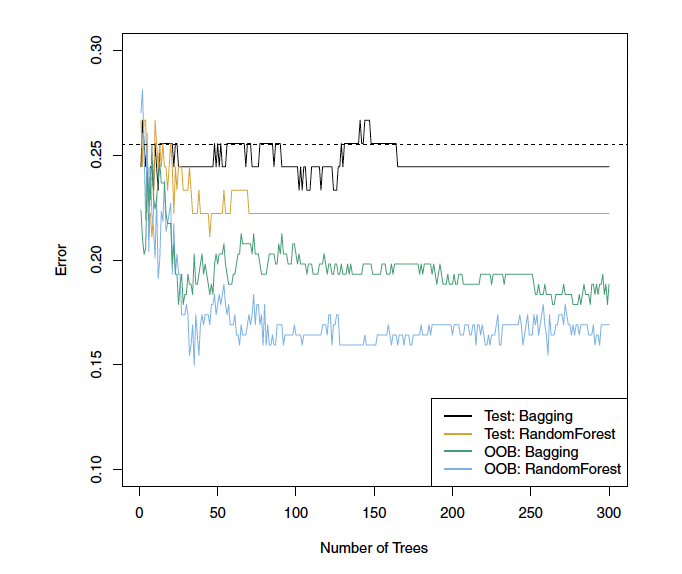 0.30
0.25
0.20
0.15
0.10
Error
0
50
100
150
200
250
300
Number of Trees
Test: Bagging
Test: RandomForest
OOB: Bagging
OOB: RandomForest